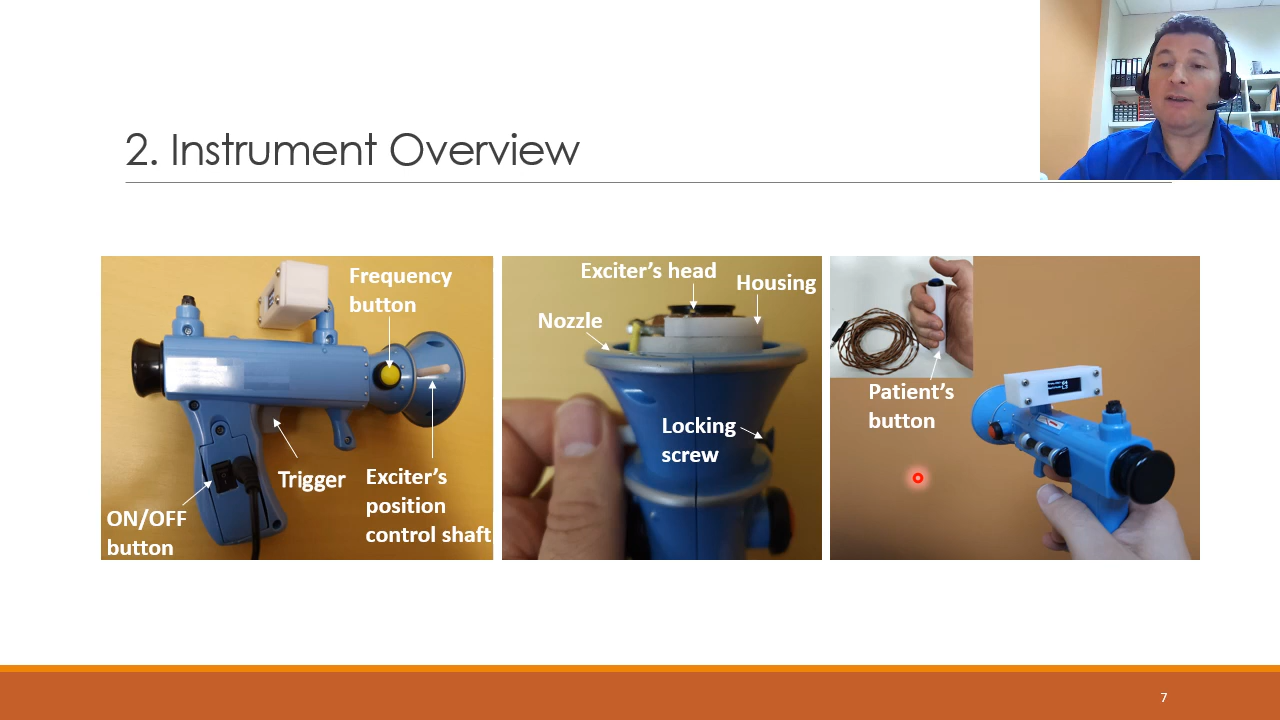 2. Instrument Overview
Frequency
button
Trigger
Exciter's
position
control shaft
ON/OFF
button
Exciter's head
Housing
Nozzle
Locking
screw
Patient's
button
7